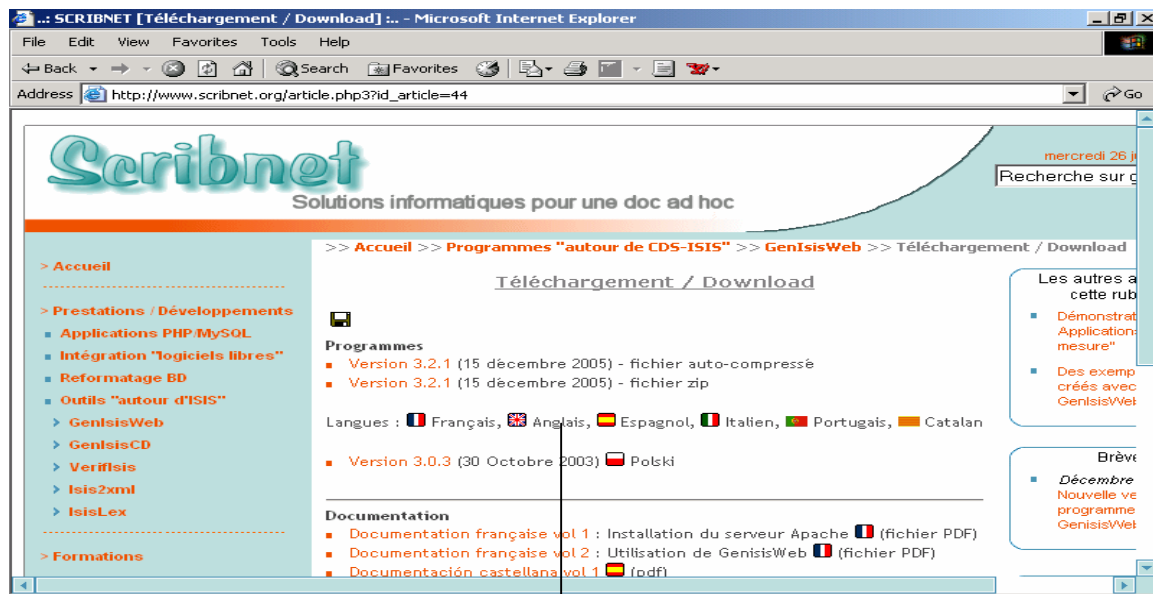 ..: SCRIBNET [Téléchargement / Download] :.. - Microsoft Internet Explorer
File Edit View Favorites Tools Help
Back Search Favorites
Address http://www.scribnet.org/article.php3?id_article=44 Go
Scribnet
Solutions informatiques pour une doc ad hoc
mercredi 26
Recherche sur
>> Accueil >> Programmes "autour de CDS-ISIS" >> GenIsisWeb >> Téléchargement / Download
> Accueil
> Prestations / Développements
Applications PHP/MySQL
Intégration "logiciels libres"
Reformatage BD
Outils "autour d'ISIS"
> GenIsisWeb
> GenIsisCD
> VerifIsis
> Isis2xml
> IsisLex
> Formations
Téléchargement / Download
Programmes
Version 3.2.1 (15 décembre 2005) - fichier auto-compressé
Version 3.2.1 (15 décembre 2005) - fichier zip
Langues : Français, Anglais, Espagnol, Italien, Portugais, Catalan
Version 3.0.3 (30 Octobre 2003) Polski
Documentation
Documentation française vol 1 : Installation du serveur Apache (fichier PDF)
Documentation française vol 2 : Utilisation de GenisisWeb (fichier PDF)
Documentación castellana vol 1 (pdf)
Les autres
cette
Démonstrat
Application
mesure"
Des exemp
créés avec
GenIsisWeb
Brève
Décembre
Nouvelle ve
programme
GenisisWeb